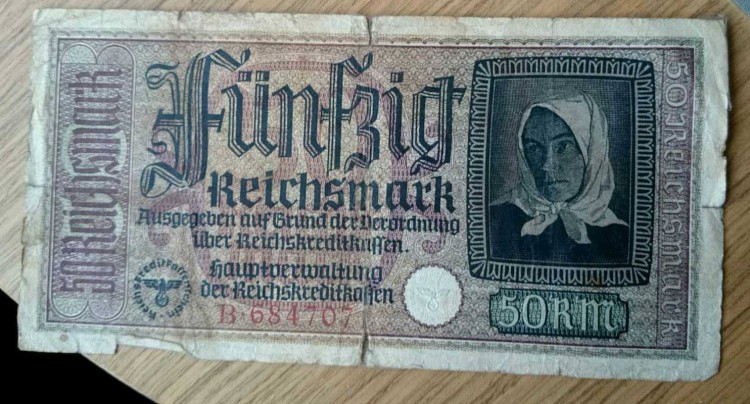 50 Reichsmark
Fünfzig
Reichsmark
Ausgegeben auf Grund der Verordnung
über Reichskreditkassen.
Hauptverwaltung
der Reichskreditkassen
B·684707
50 RM
50 Reichsmark